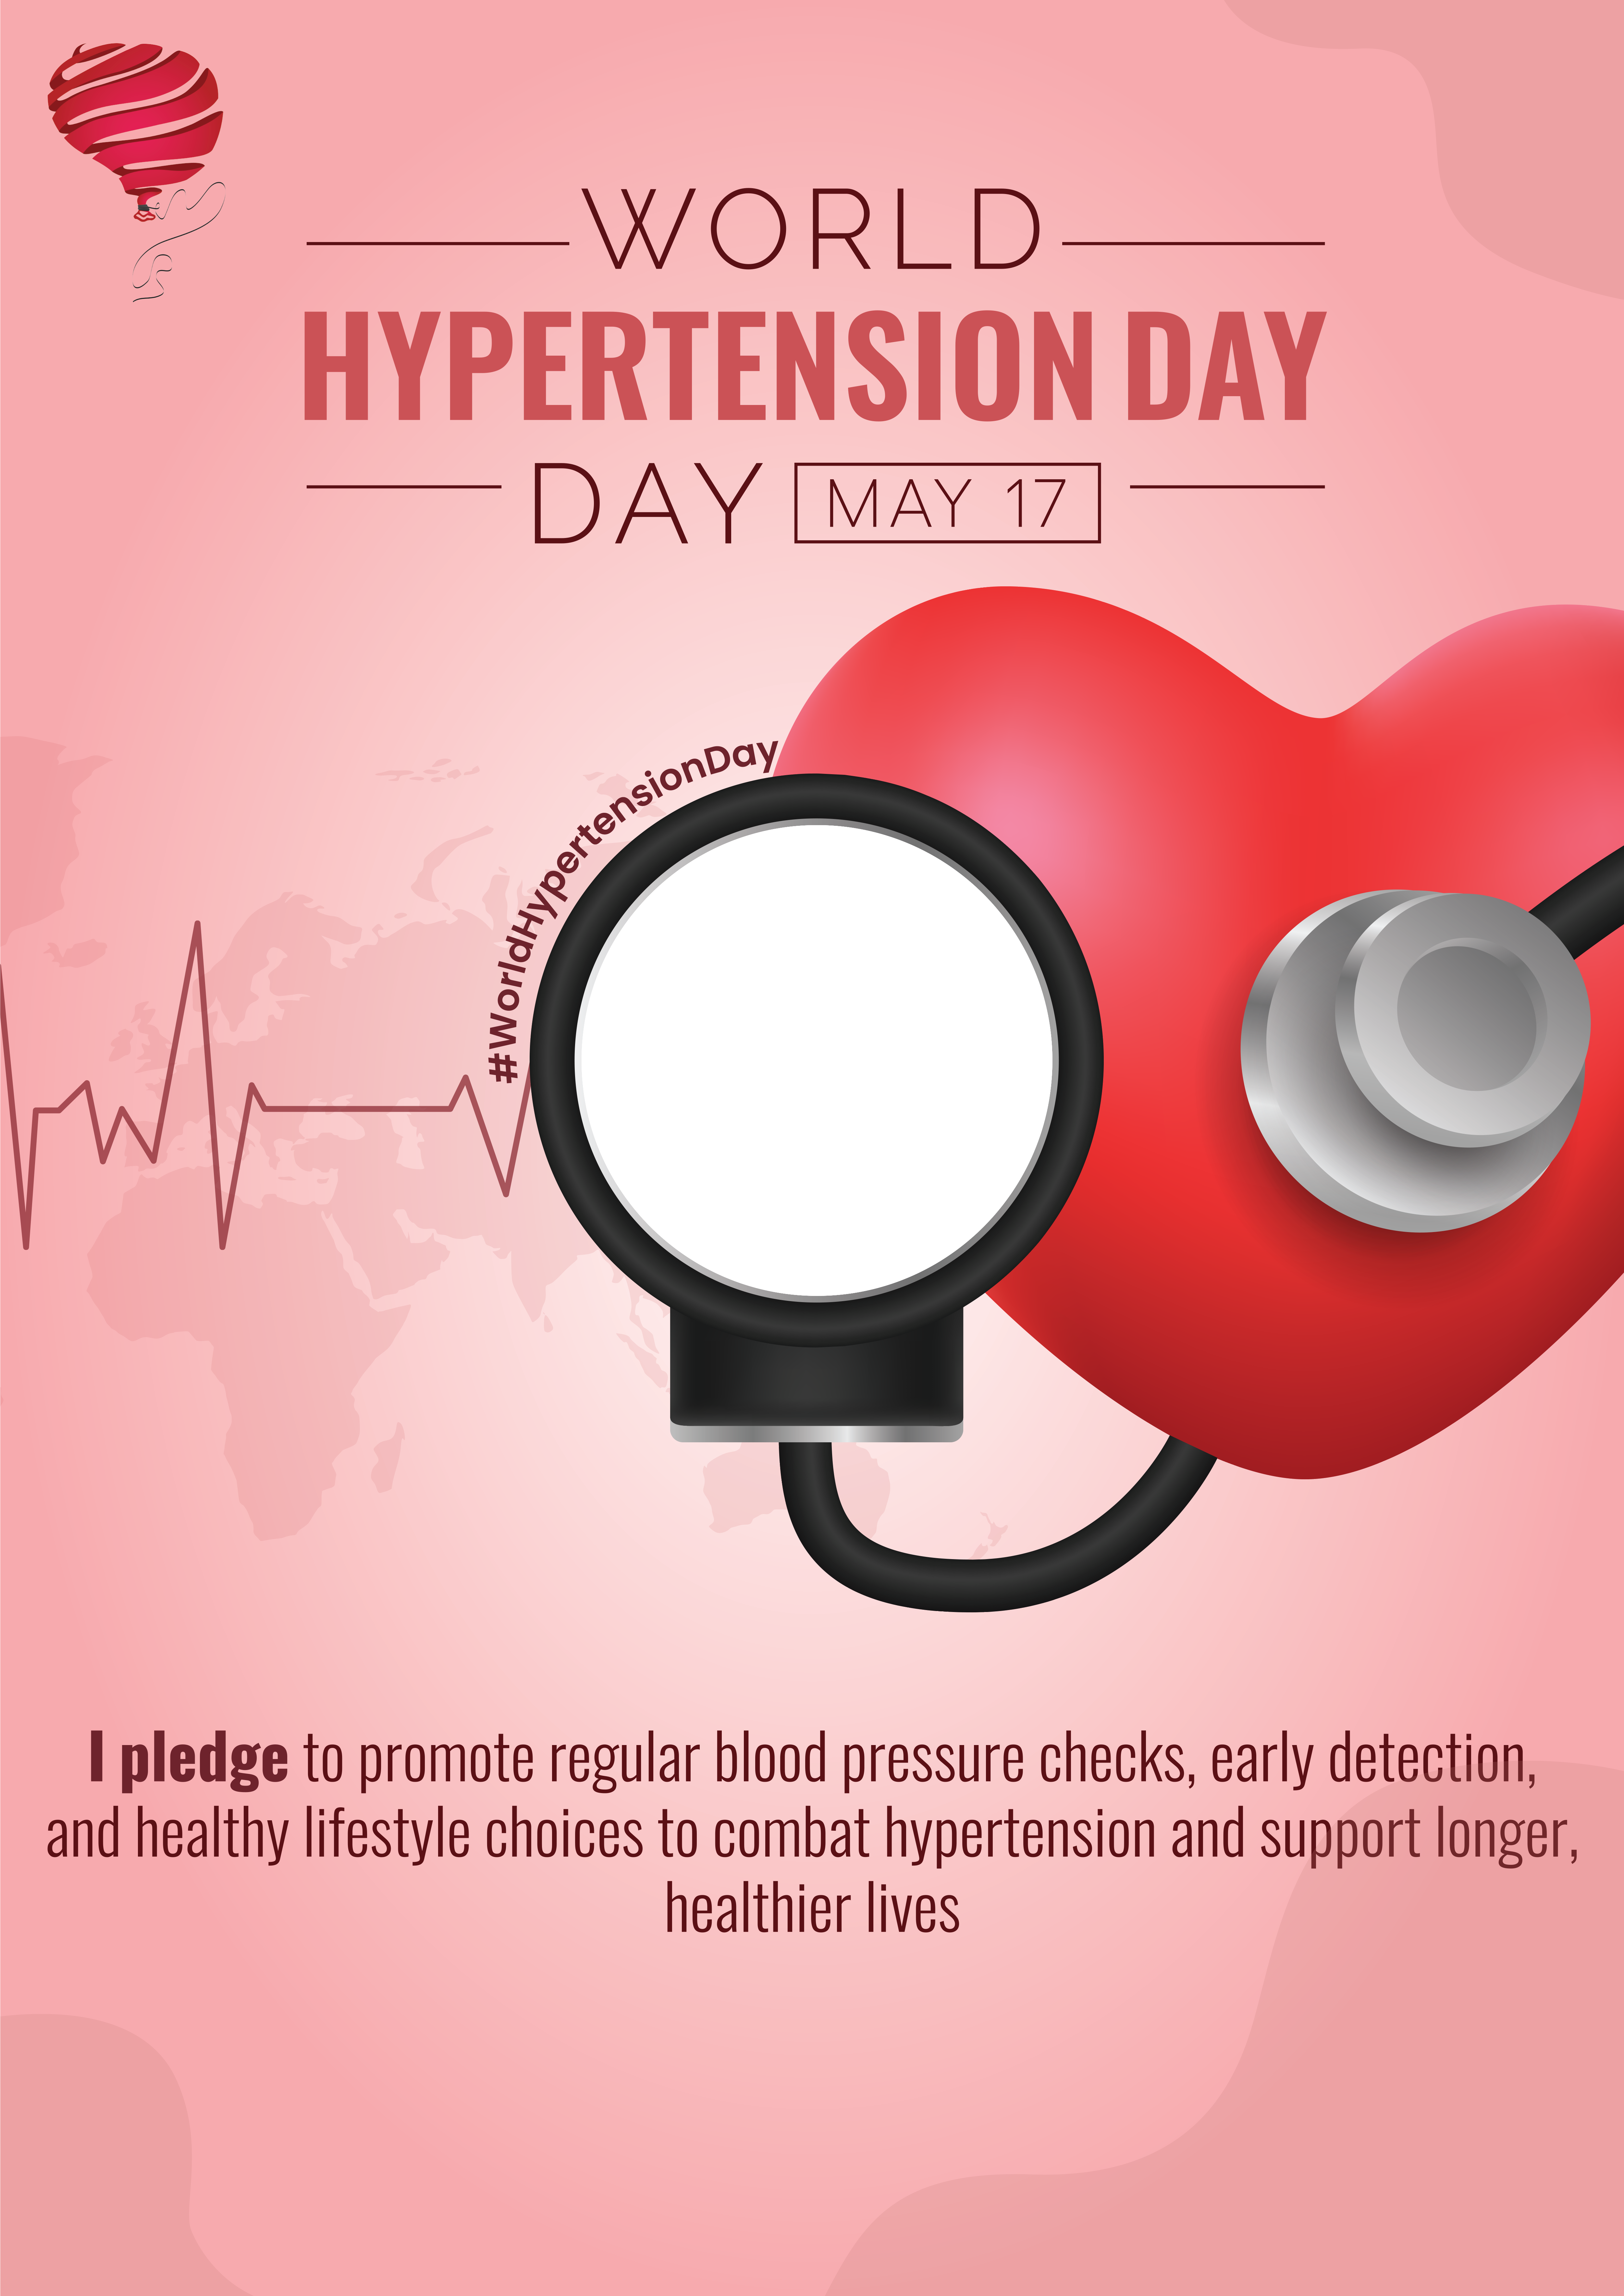 WORLD
HYPERTENSION DAY
DAY MAY 17
#WorldHypertensionDay
I pledge to promote regular blood pressure checks, early detection,
and healthy lifestyle choices to combat hypertension and support longer,
healthier lives